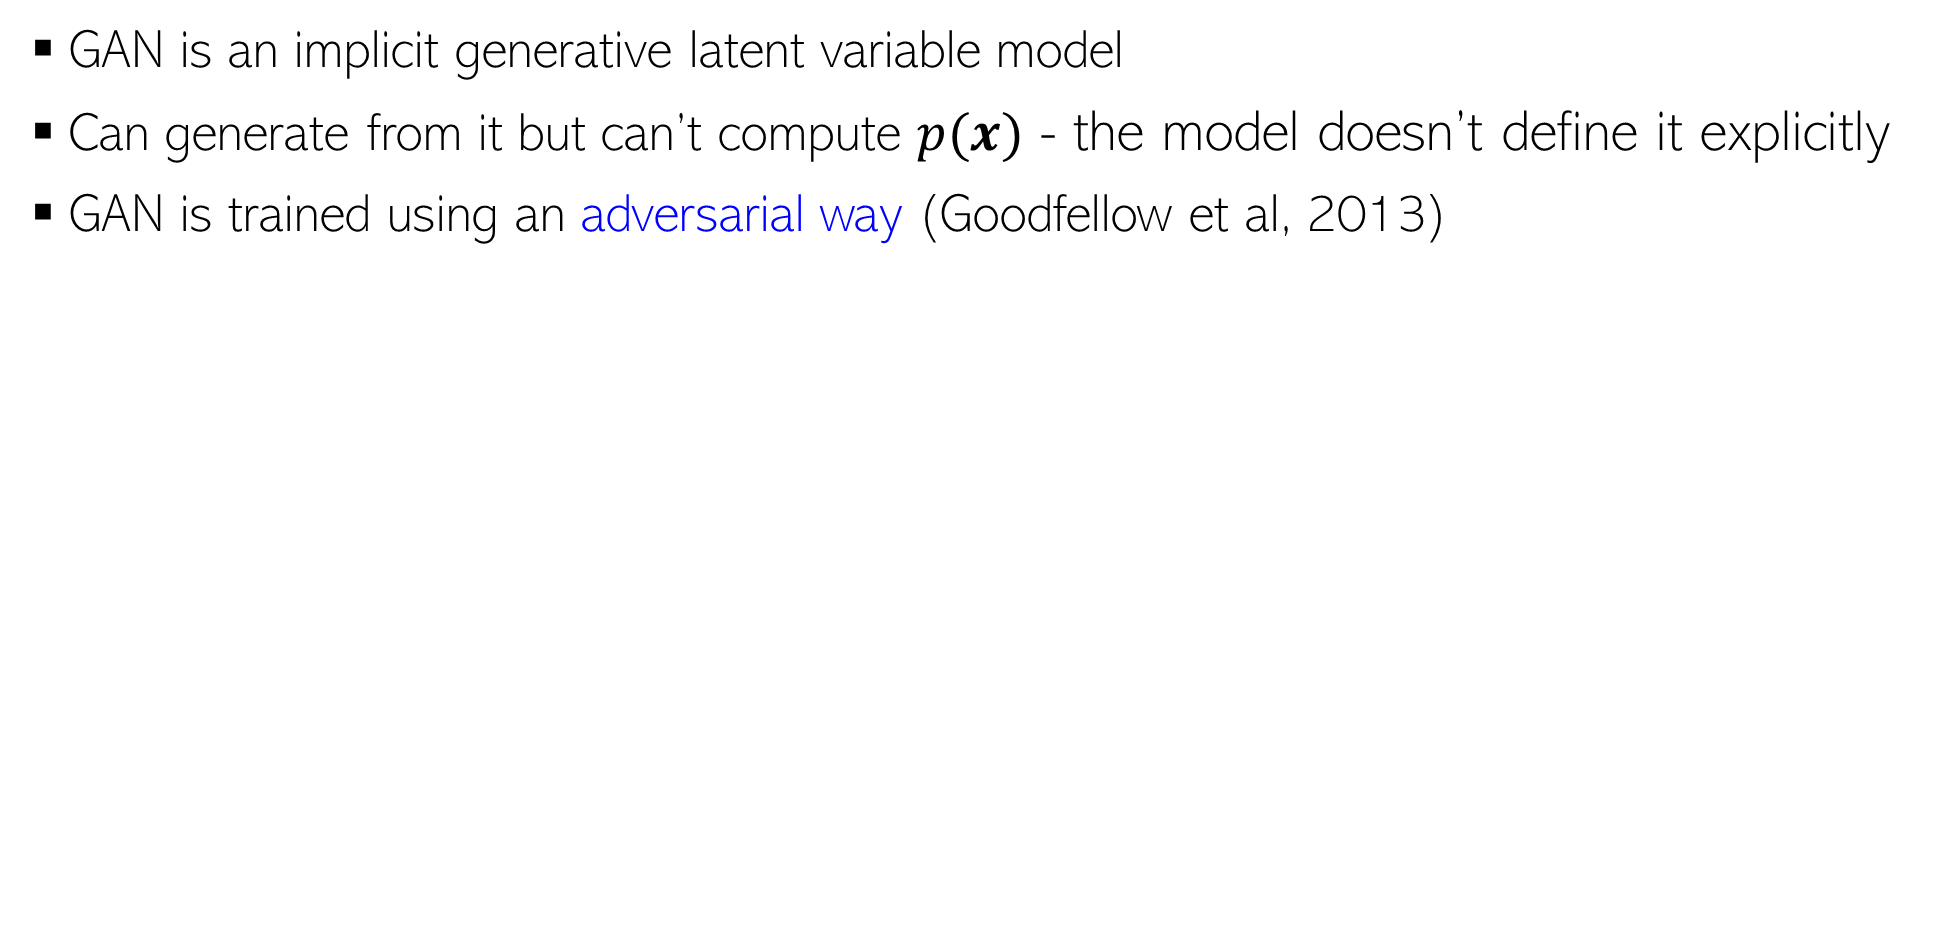 ▪ GAN is an implicit generative latent variable model
▪ Can generate from it but can't compute p(x) - the model doesn't define it explicitly
▪ GAN is trained using an adversarial way (Goodfellow et al, 2013)